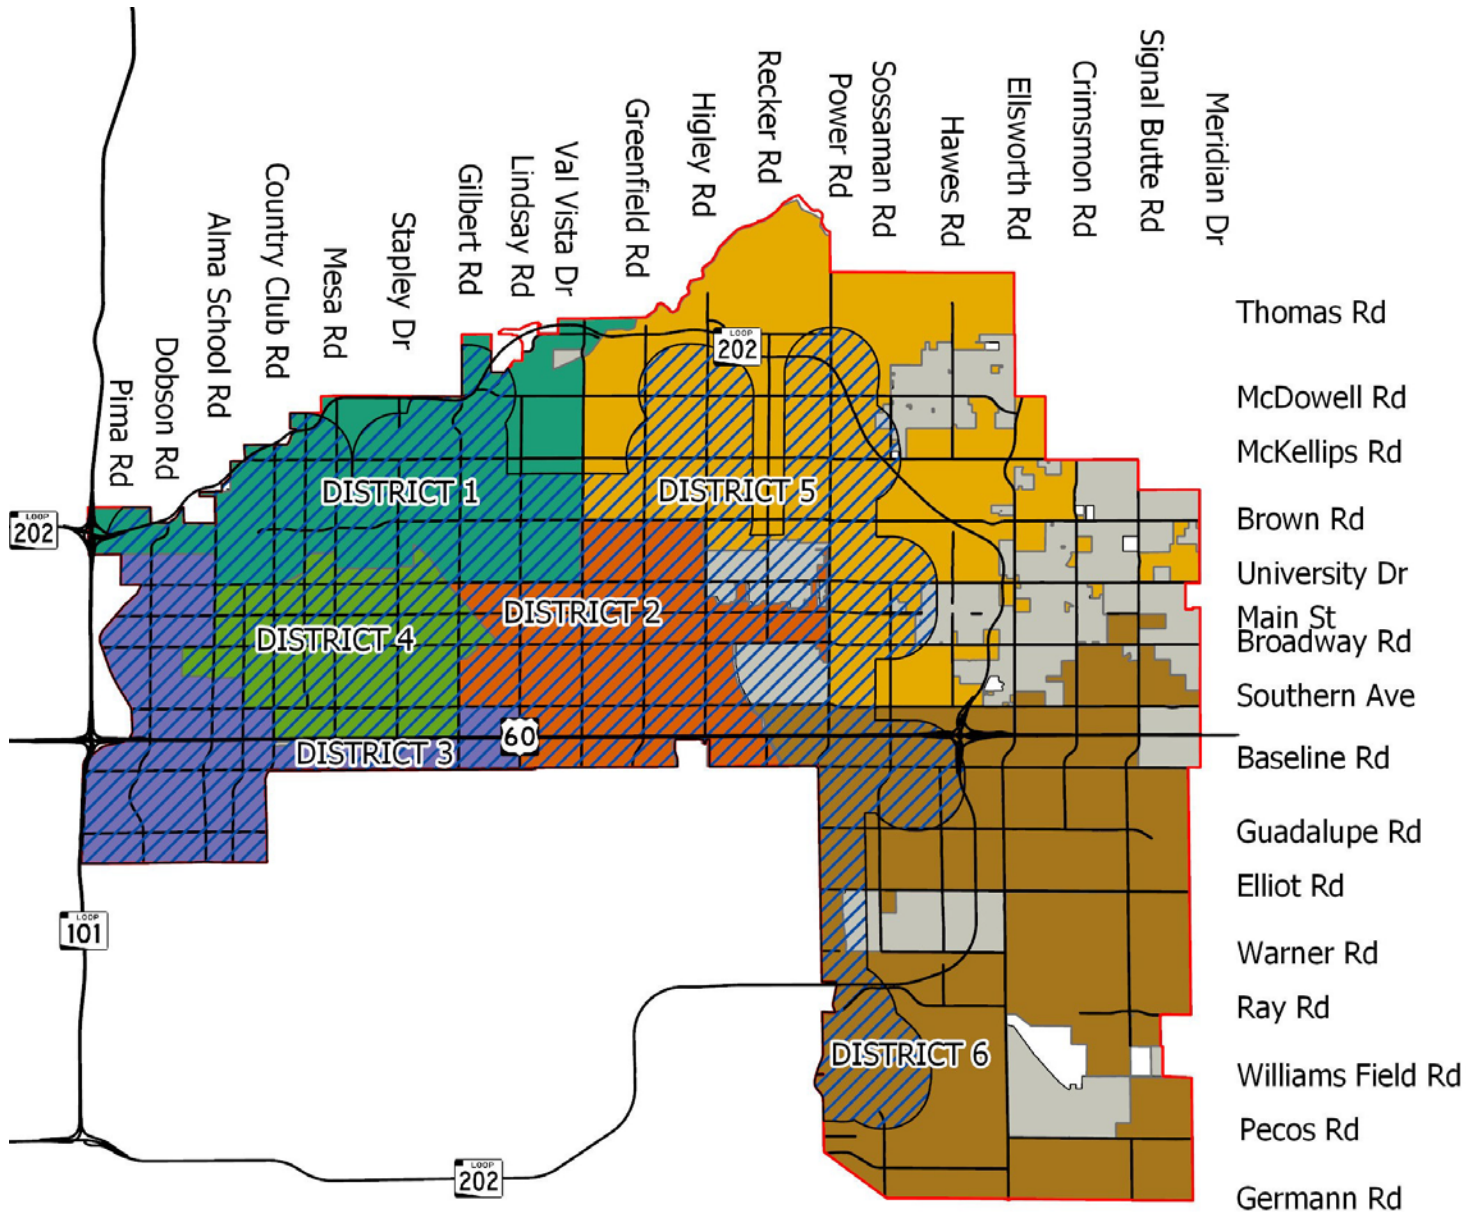 Pima Rd
Dobson Rd
Alma School Rd
Country Club Rd
Mesa Rd
Stapley Dr
Gilbert Rd
Lindsay Rd
Val Vista Dr
Greenfield Rd
Higley Rd
Recker Rd
Power Rd
Sossaman Rd
Hawes Rd
Ellsworth Rd
Crimsmon Rd
Signal Butte Rd
Meridian Dr
Thomas Rd
McDowell Rd
McKellips Rd
Brown Rd
University Dr
Main St
Broadway Rd
Southern Ave
Baseline Rd
Guadalupe Rd
Elliot Rd
Warner Rd
Ray Rd
Williams Field Rd
Pecos Rd
Germann Rd
LOOP
202
DISTRICT 1
DISTRICT 5
LOOP
202
DISTRICT 2
DISTRICT 4
60
DISTRICT 3
LOOP
101
DISTRICT 6
LOOP
202